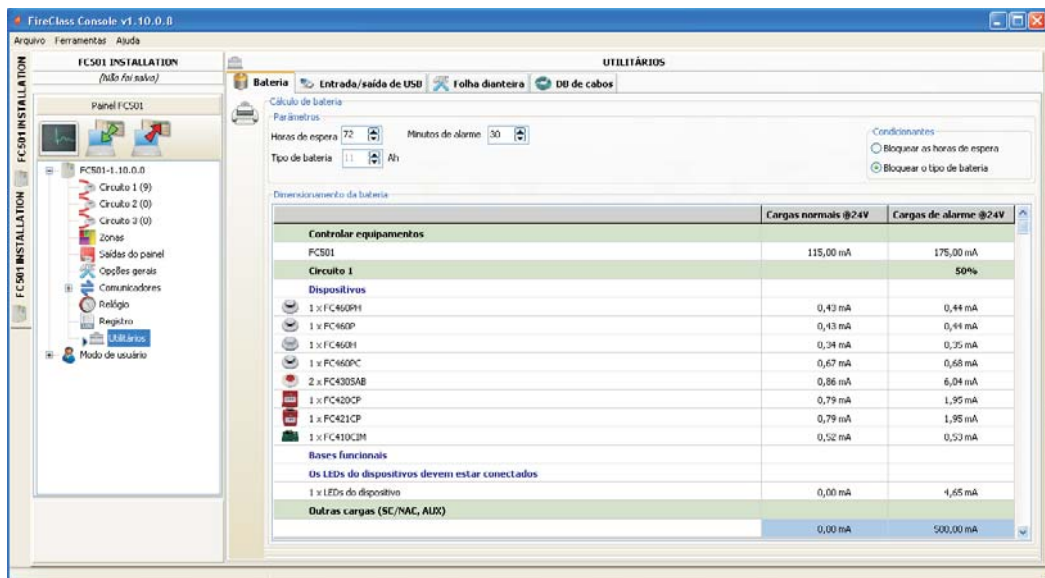 FireClass Console v1.10.0.8
Arquivo Ferramentas Ajuda
FC501 INSTALLATION
FC501 INSTALLATION
FC501 INSTALLATION
(Não foi salvo)
Painel FC501
FC501-1.10.0.0
Circuito 1 (9)
Circuito 2 (0)
Circuito 3 (0)
Zonas
Saídas do painel
Opções gerais
Comunicadores
Relógio
Registro
Utilitários
Modo de usuário
UTILITÁRIOS
Bateria Entrada/saída de USB Folha dianteira DB de cabos
Cálculo de bateria
Parâmetros
Horas de espera 72 Minutos de alarme 30
Tipo de bateria 11 Ah
Condicionantes
Bloquear as horas de espera
Bloquear o tipo de bateria
Dimensionamento da bateria
Cargas normais @24V Cargas de alarme @24V
Controlar equipamentos
FC501 115,00 mA 175,00 mA
Circuito 1 50%
Dispositivos
1 x FC460PH 0,43 mA 0,44 mA
1 x FC460P 0,43 mA 0,44 mA
1 x FC460H 0,34 mA 0,35 mA
1 x FC460PC 0,67 mA 0,68 mA
2 x FC430SAB 0,86 mA 6,04 mA
1 x FC420CP 0,79 mA 1,95 mA
1 x FC421CP 0,79 mA 1,95 mA
1 x FC410CIM 0,52 mA 0,53 mA
Bases funcionais
Os LEDs do dispositivos devem estar conectados
1 x LEDs do dispositivo 0,00 mA 4,65 mA
Outras cargas (SC/NAC, AUX)
0,00 mA 500,00 mA